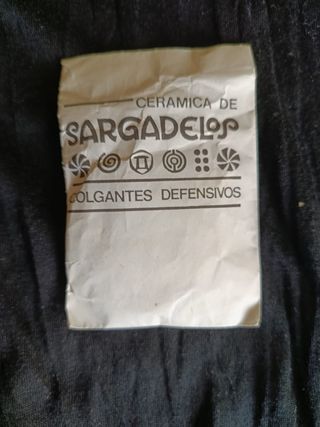 CERAMICA DE
SARGADELOS
COLGANTES DEFENSIVOS